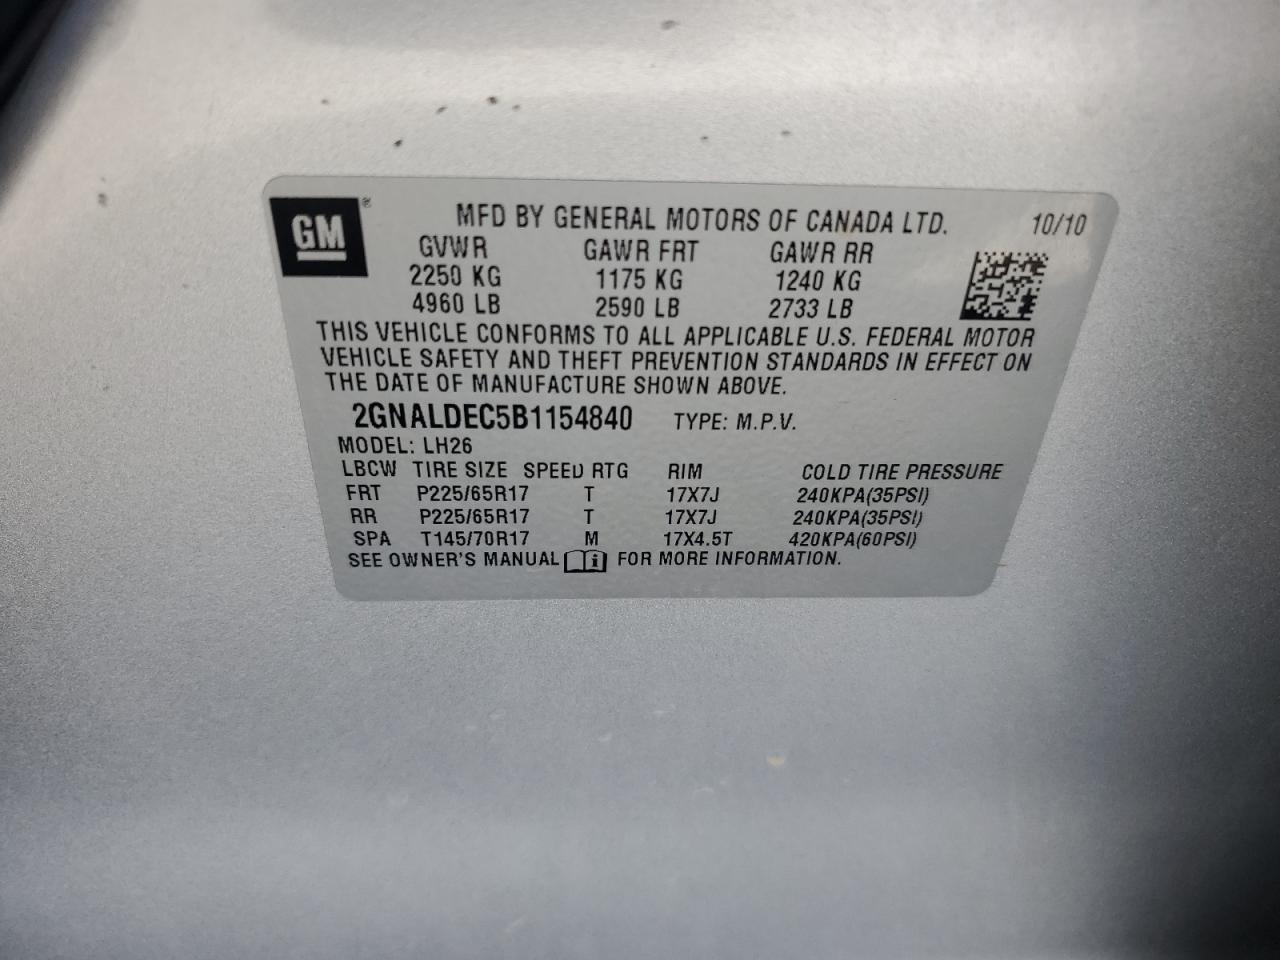 GM ® MFD BY GENERAL MOTORS OF CANADA LTD. 10/10
GVWR GAWR FRT GAWR RR
2250 KG 1175 KG 1240 KG
4960 LB 2590 LB 2733 LB
THIS VEHICLE CONFORMS TO ALL APPLICABLE U.S. FEDERAL MOTOR
VEHICLE SAFETY AND THEFT PREVENTION STANDARDS IN EFFECT ON
THE DATE OF MANUFACTURE SHOWN ABOVE.
2GNALDEC5B1154840 TYPE: M.P.V.
MODEL: LH26
LBCW TIRE SIZE SPEED RTG RIM COLD TIRE PRESSURE
FRT P225/65R17 T 17X7J 240KPA(35PSI)
RR P225/65R17 T 17X7J 240KPA(35PSI)
SPA T145/70R17 M 17X4.5T 420KPA(60PSI)
SEE OWNER'S MANUAL i FOR MORE INFORMATION.